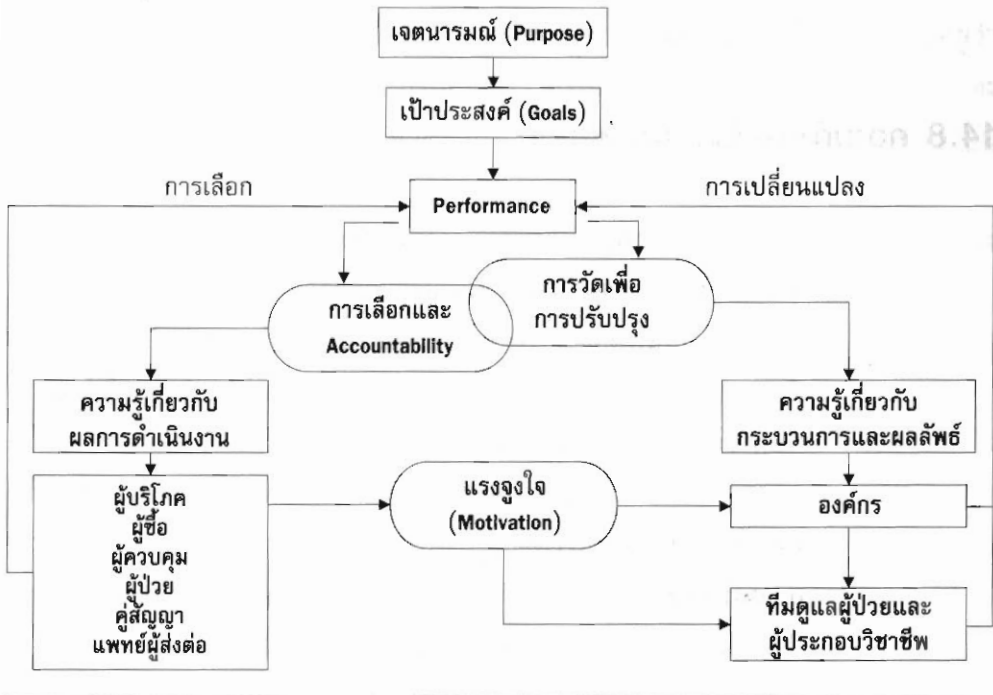 เจตนารมณ์ (Purpose)
เป้าประสงค์ (Goals)
การเลือก
การเปลี่ยนแปลง
Performance
การวัดเพื่อ
การปรับปรุง
การเลือกและ
Accountability
ความรู้เกี่ยวกับ
ผลการดำเนินงาน
ความรู้เกี่ยวกับ
กระบวนการและผลลัพธ์
ผู้บริโภค
ผู้ซื้อ
ผู้ควบคุม
ผู้ป่วย
คู่สัญญา
แพทย์ผู้ส่งต่อ
แรงจูงใจ
(Motivation)
องค์กร
ทีมดูแลผู้ป่วยและ
ผู้ประกอบวิชาชีพ